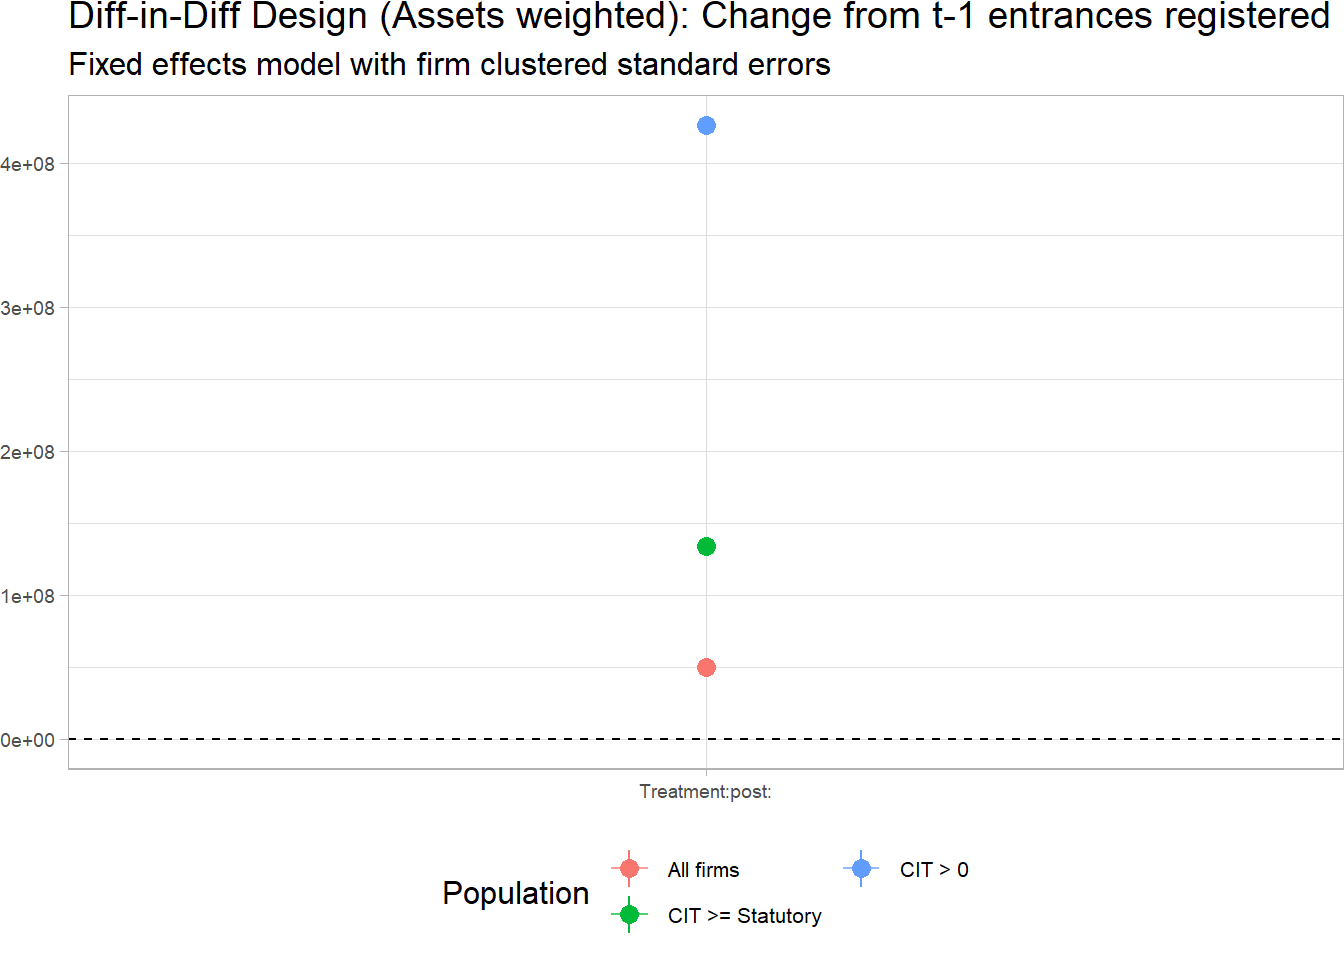 Diff-in-Diff Design (Assets weighted): Change from t-1 entrances registered
Fixed effects model with firm clustered standard errors
4e+08
3e+08
2e+08
1e+08
0e+00
Treatment:post:
Population
All firms
CIT > 0
CIT >= Statutory